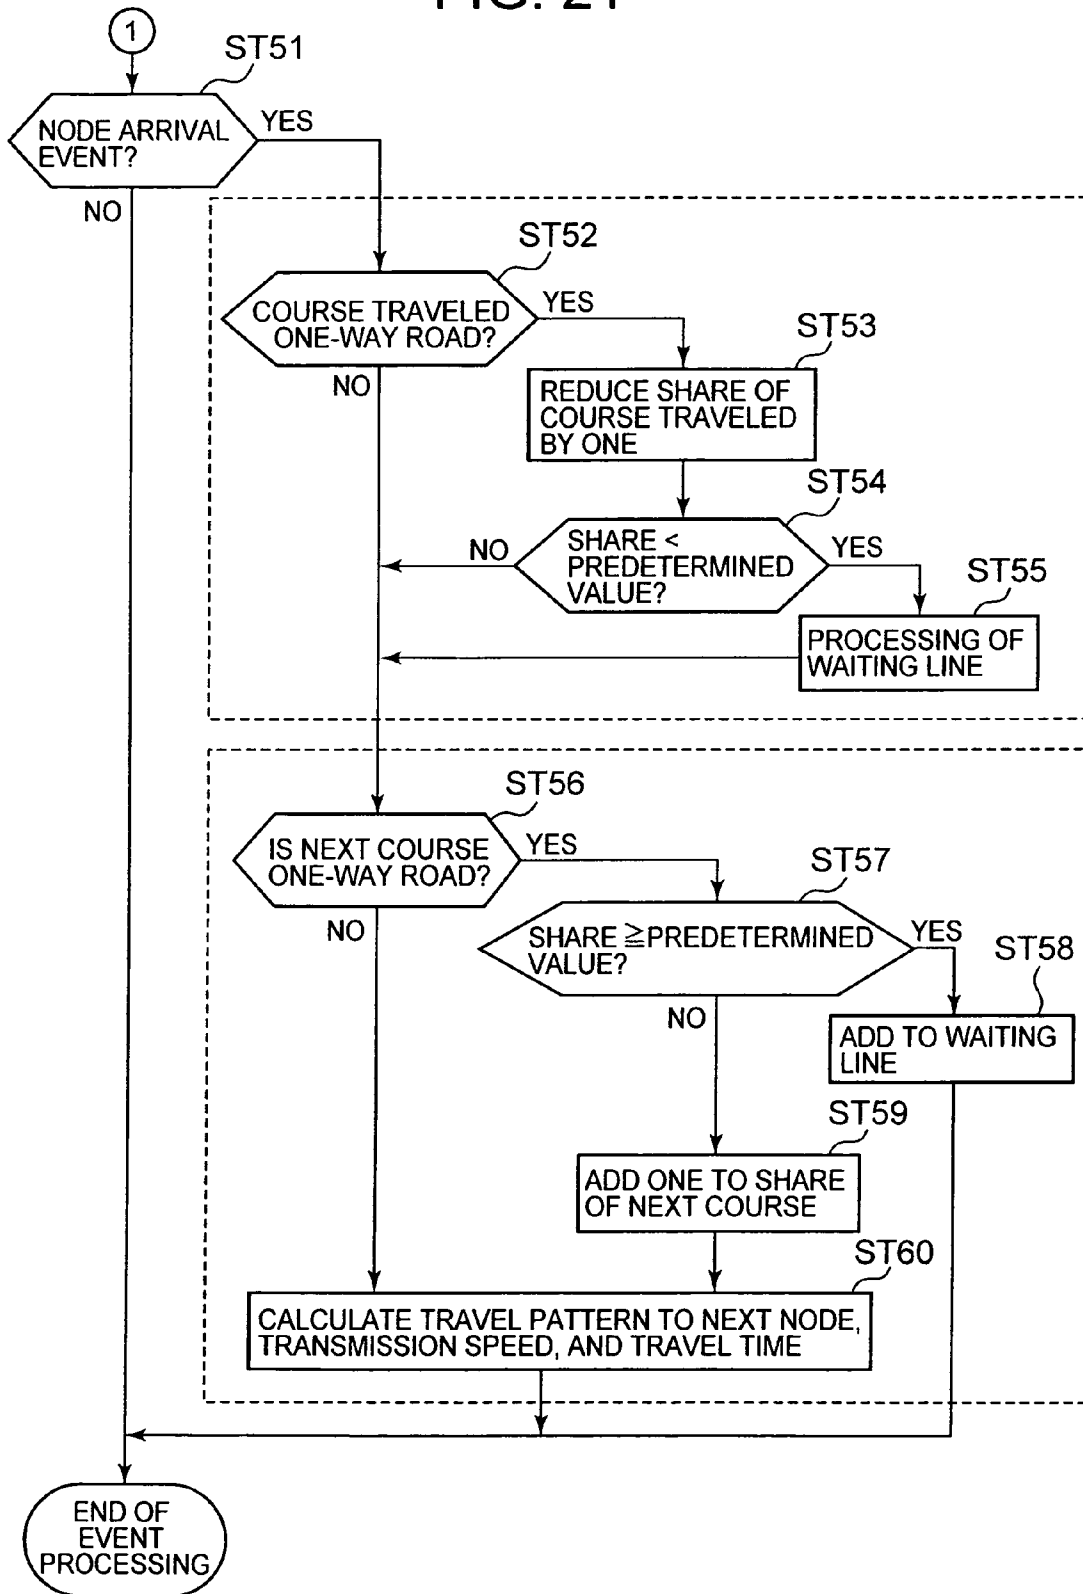 1
ST51
NODE ARRIVAL
EVENT?
YES
NO
ST52
COURSE TRAVELED
ONE-WAY ROAD?
YES
NO
ST53
REDUCE SHARE OF
COURSE TRAVELED
BY ONE
ST54
SHARE <
PREDETERMINED
VALUE?
NO
YES
ST55
PROCESSING OF
WAITING LINE
ST56
IS NEXT COURSE
ONE-WAY ROAD?
YES
NO
ST57
SHARE ≧PREDETERMINED
VALUE?
YES
NO
ST58
ADD TO WAITING
LINE
ST59
ADD ONE TO SHARE
OF NEXT COURSE
ST60
CALCULATE TRAVEL PATTERN TO NEXT NODE,
TRANSMISSION SPEED, AND TRAVEL TIME
END OF
EVENT
PROCESSING